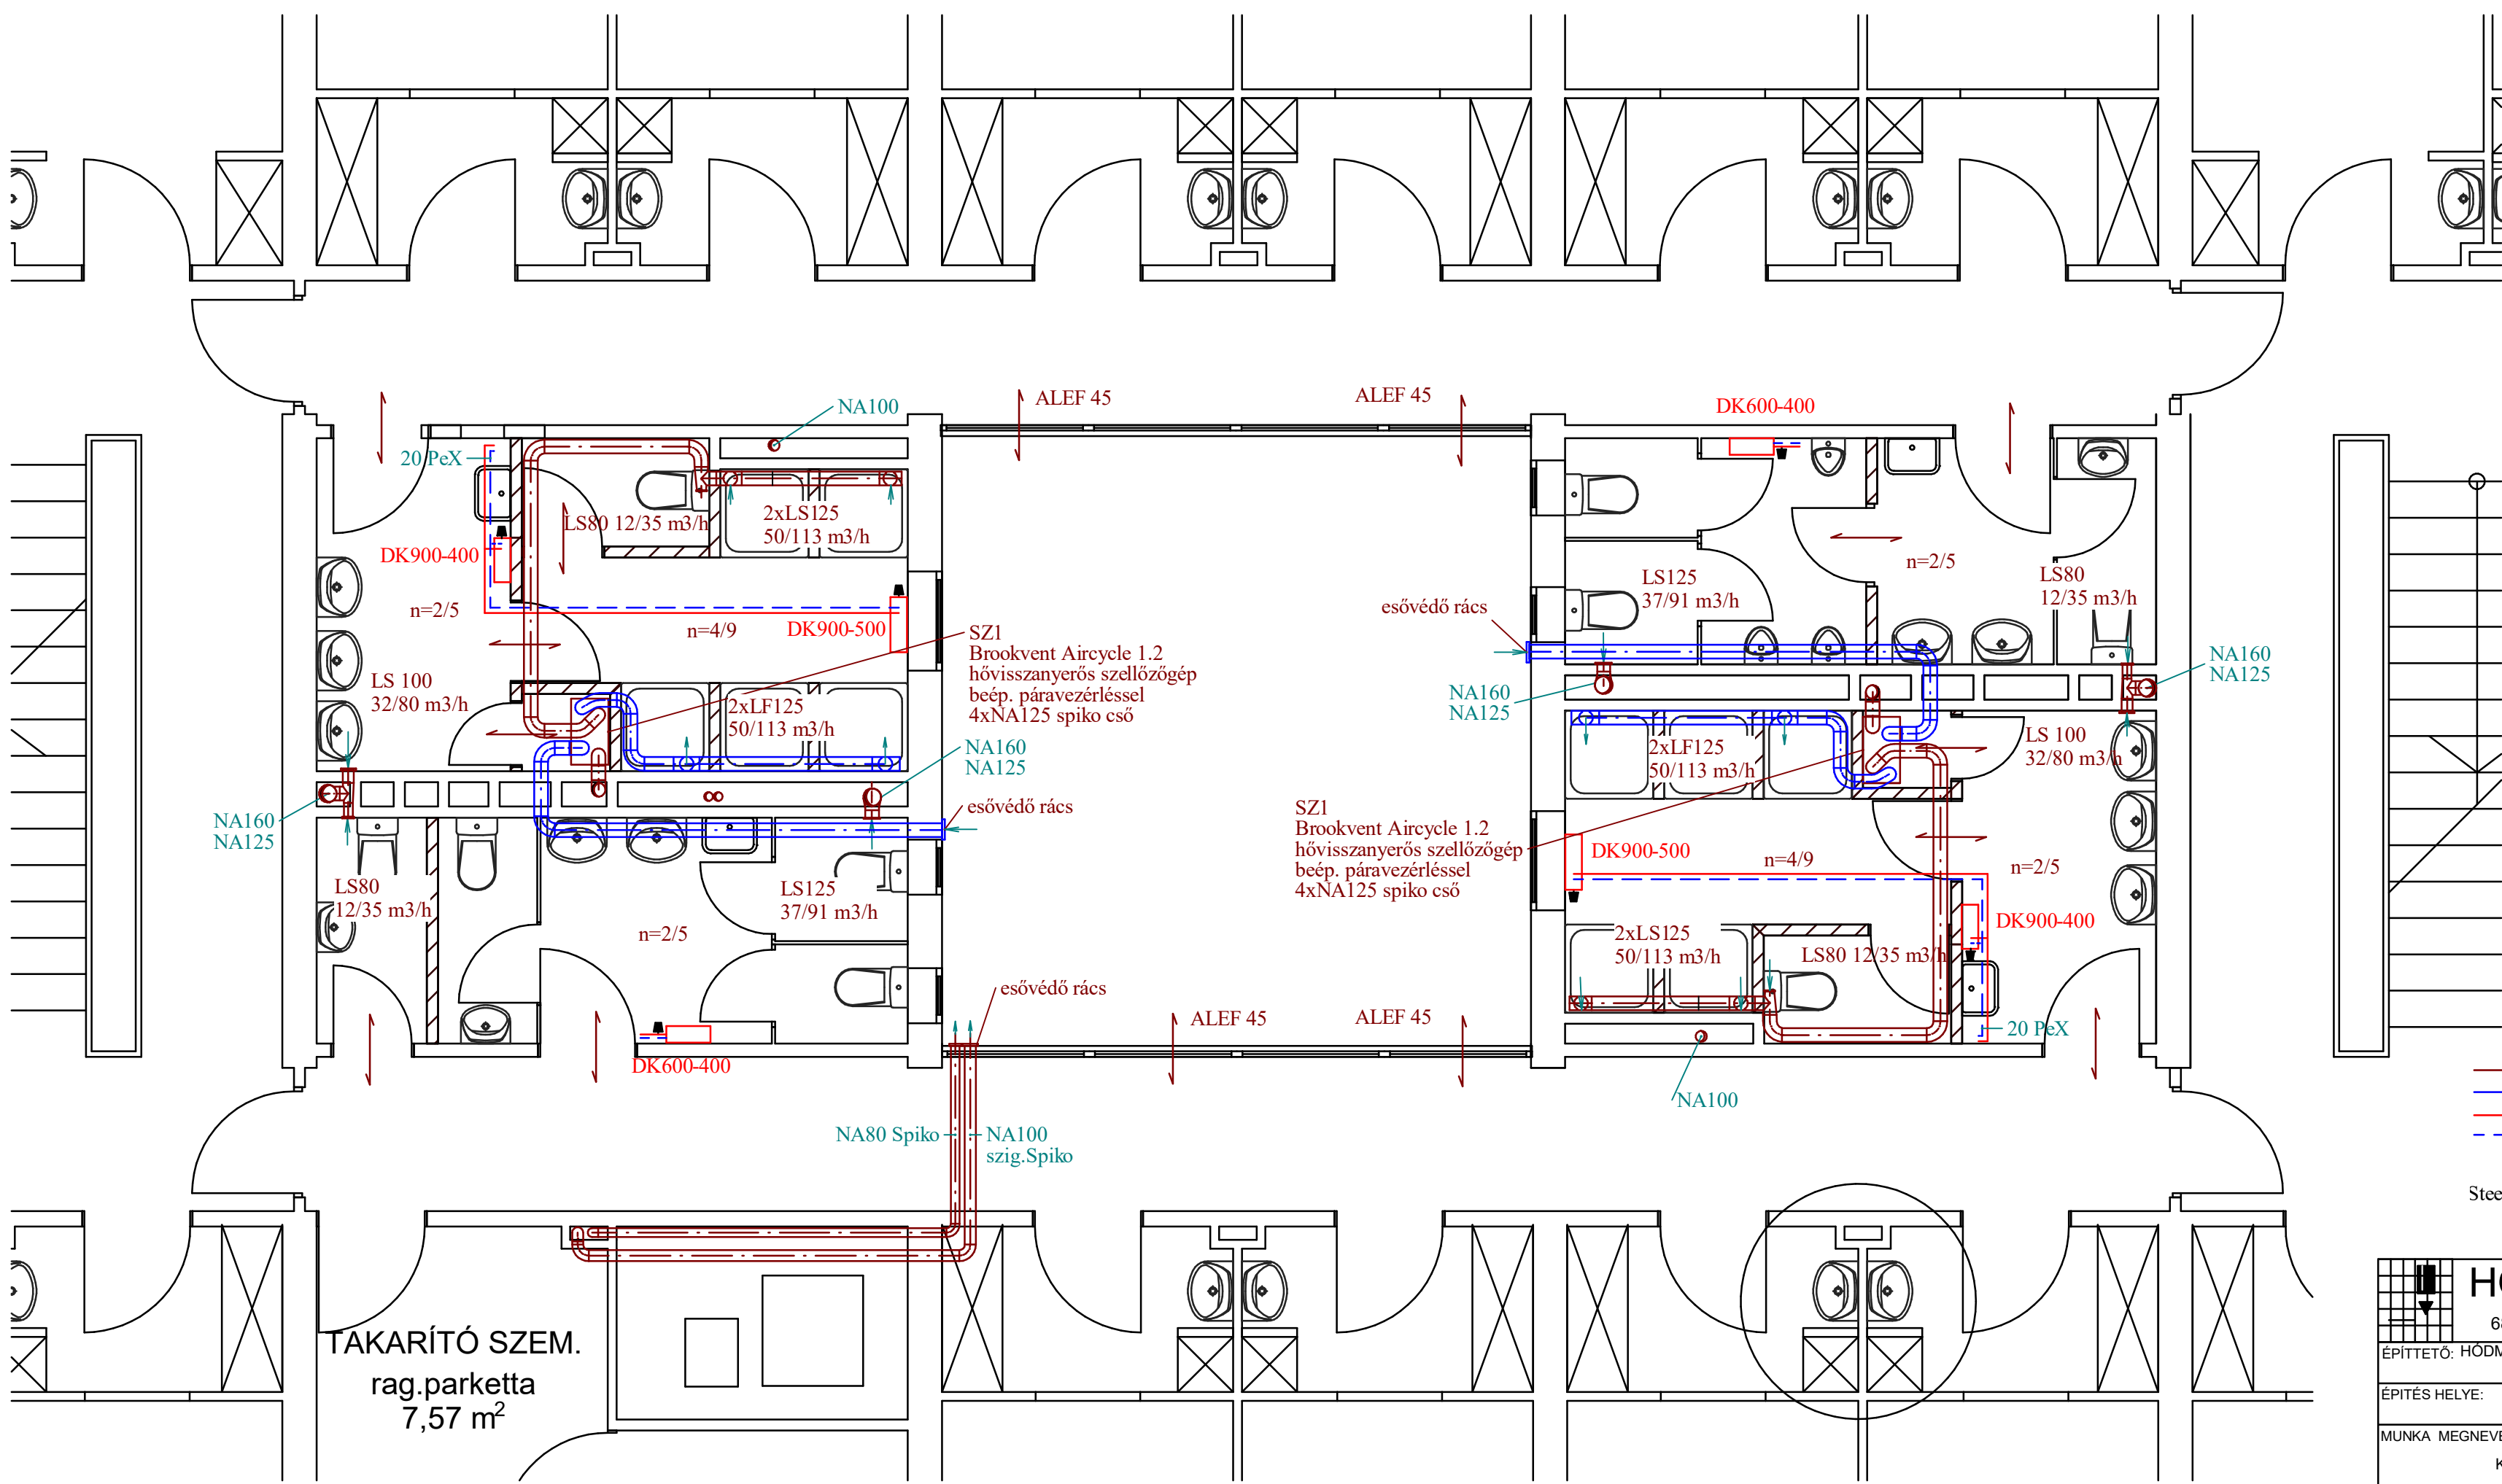 ALEF 45
ALEF 45
NA100
DK600-400
20 PeX
LS80 12/35 m3/h
2xLS125
50/113 m3/h
DK900-400
n=2/5
n=4/9
DK900-500
LS 100
32/80 m3/h
2xLF125
50/113 m3/h
SZ1
Brookvent Aircycle 1.2
hővisszanyerős szellőzőgép
beép. páravezérléssel
4xNA125 spiko cső
NA160
NA125
esővédő rács
NA160
NA125
LS80
12/35 m3/h
LS125
37/91 m3/h
n=2/5
DK600-400
esővédő rács
ALEF 45
ALEF 45
NA80 Spiko
NA100
szig.Spiko
esővédő rács
LS125
37/91 m3/h
n=2/5
LS80
12/35 m3/h
NA160
NA125
NA160
NA125
2xLF125
50/113 m3/h
LS 100
32/80 m3/h
SZ1
Brookvent Aircycle 1.2
hővisszanyerős szellőzőgép
beép. páravezérléssel
4xNA125 spiko cső
DK900-500
n=4/9
n=2/5
DK900-400
2xLS125
50/113 m3/h
LS80 12/35 m3/h
20 PeX
NA100
TAKARÍTÓ SZEM.
rag.parketta
7,57 m²
ÉPÍTTETŐ:
ÉPITÉS HELYE:
MUNKA